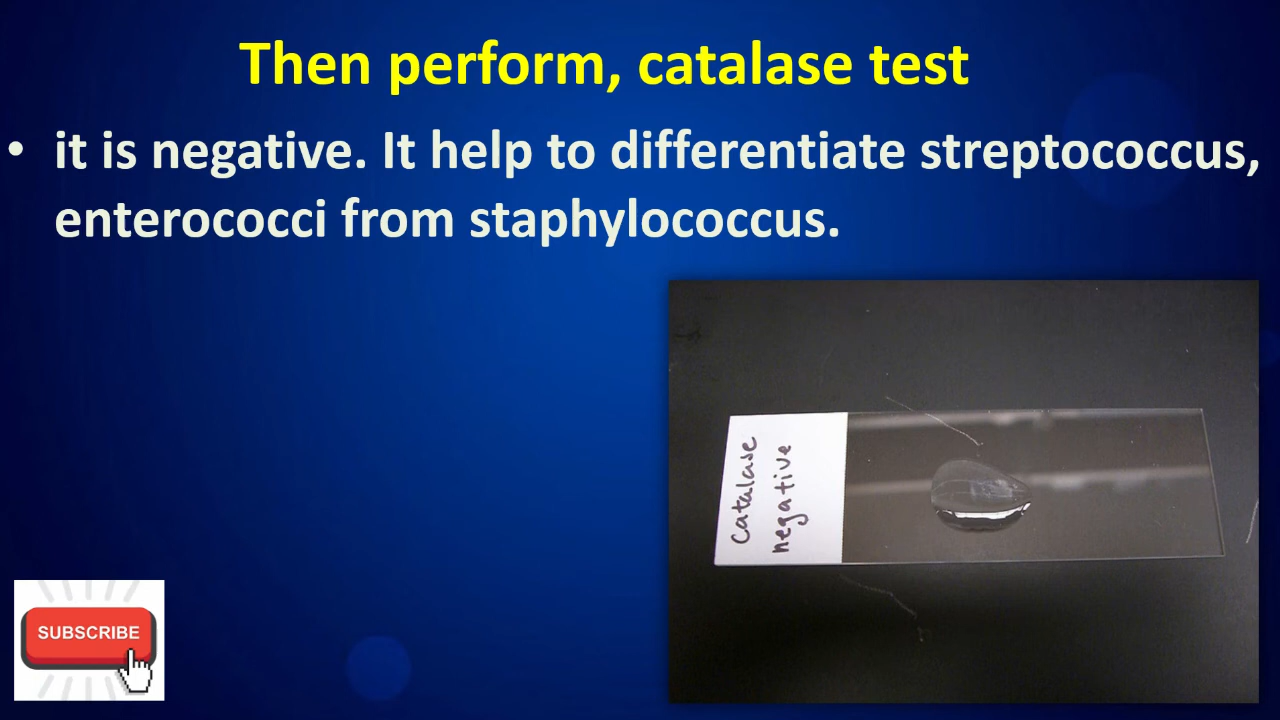 Then perform, catalase test
• it is negative. It help to differentiate streptococcus,
enterococci from staphylococcus.
Catalase
negative
SUBSCRIBE